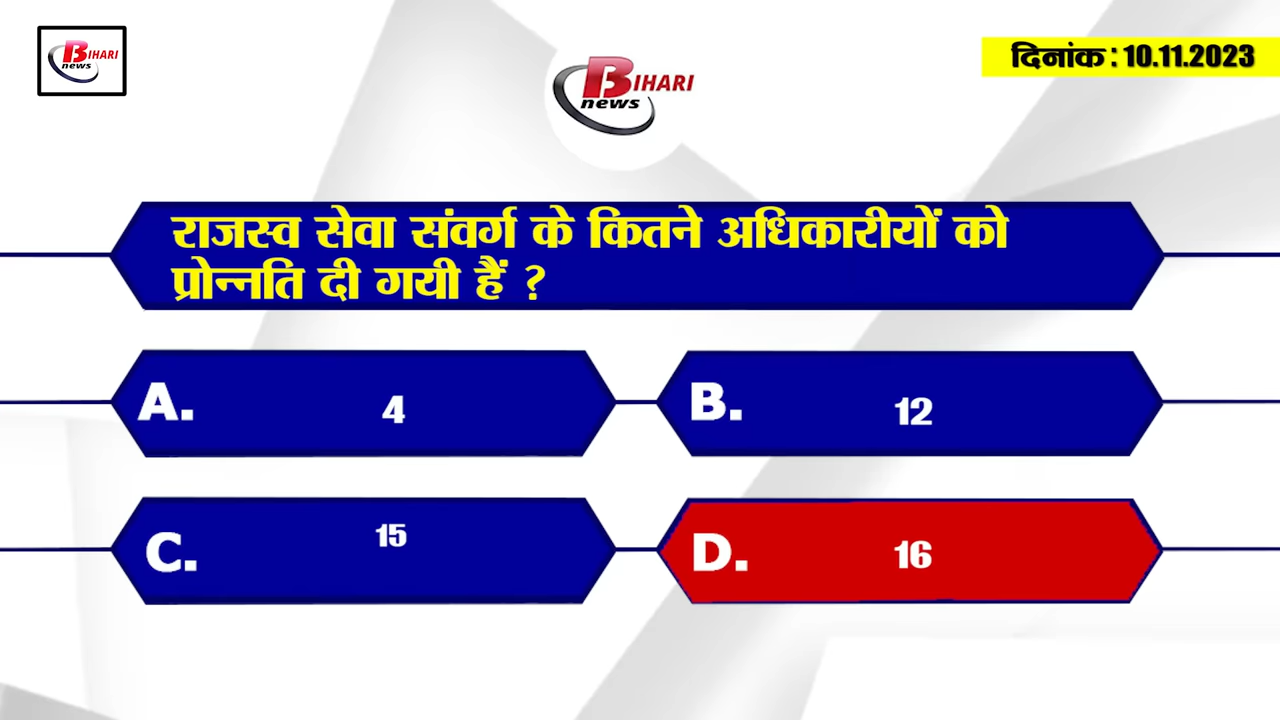 BIHARI
news
BIHARI
news
दिनांक : 10.11.2023
राजस्व सेवा संवर्ग के कितने अधिकारीयों को
प्रोन्नति दी गयी हैं ?
A. 4
B. 12
C. 15
D. 16